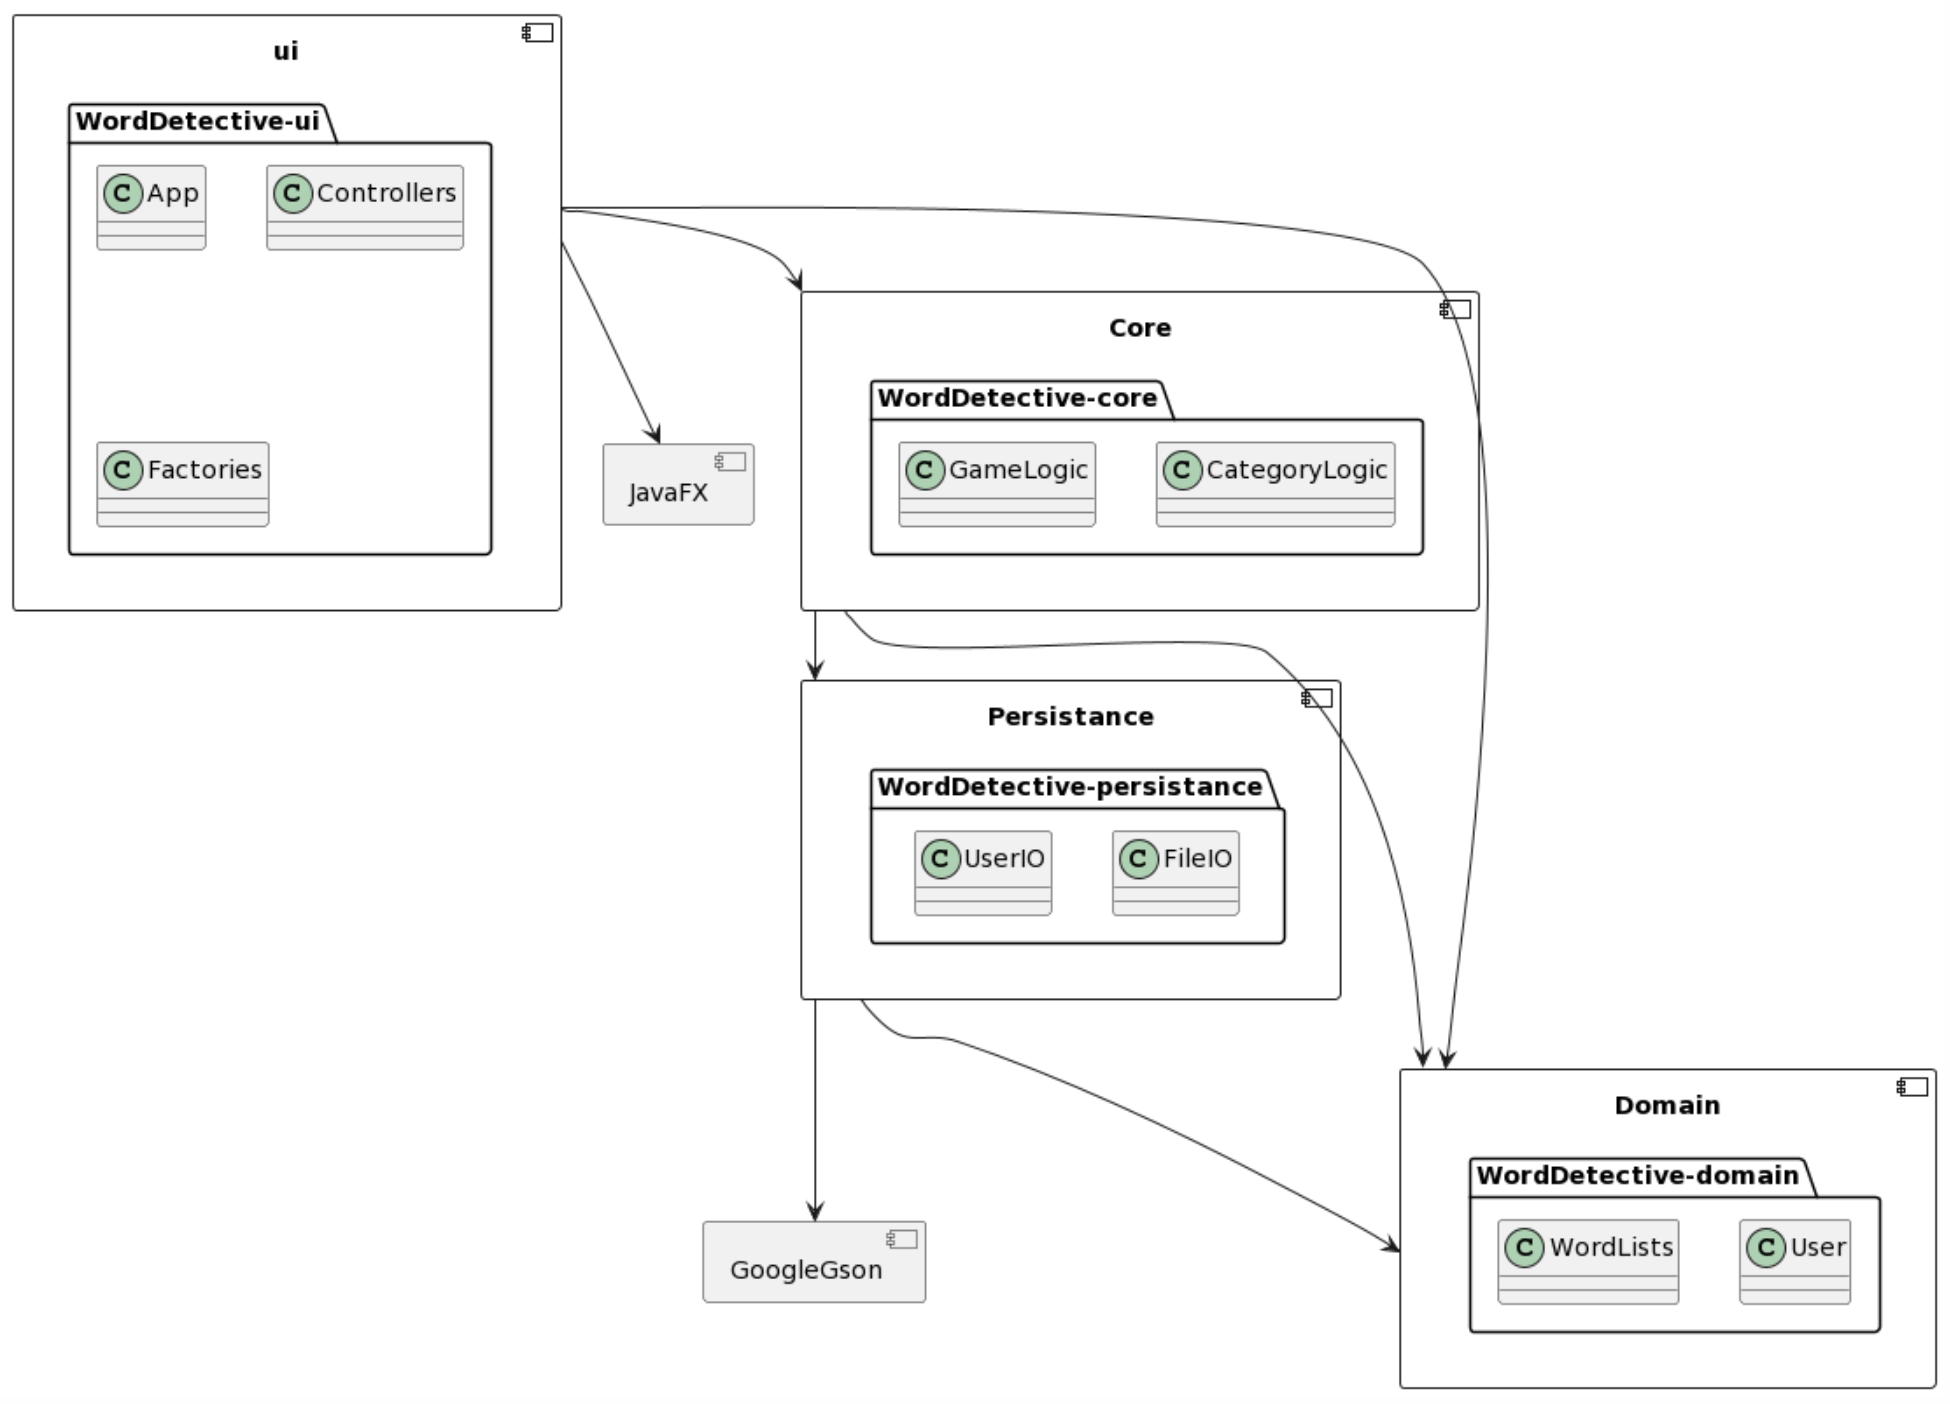 ui
WordDetective-ui
C App
C Controllers
C Factories
JavaFX
Core
WordDetective-core
C GameLogic
C CategoryLogic
Persistance
WordDetective-persistance
C UserIO
C FileIO
GoogleGson
Domain
WordDetective-domain
C WordLists
C User